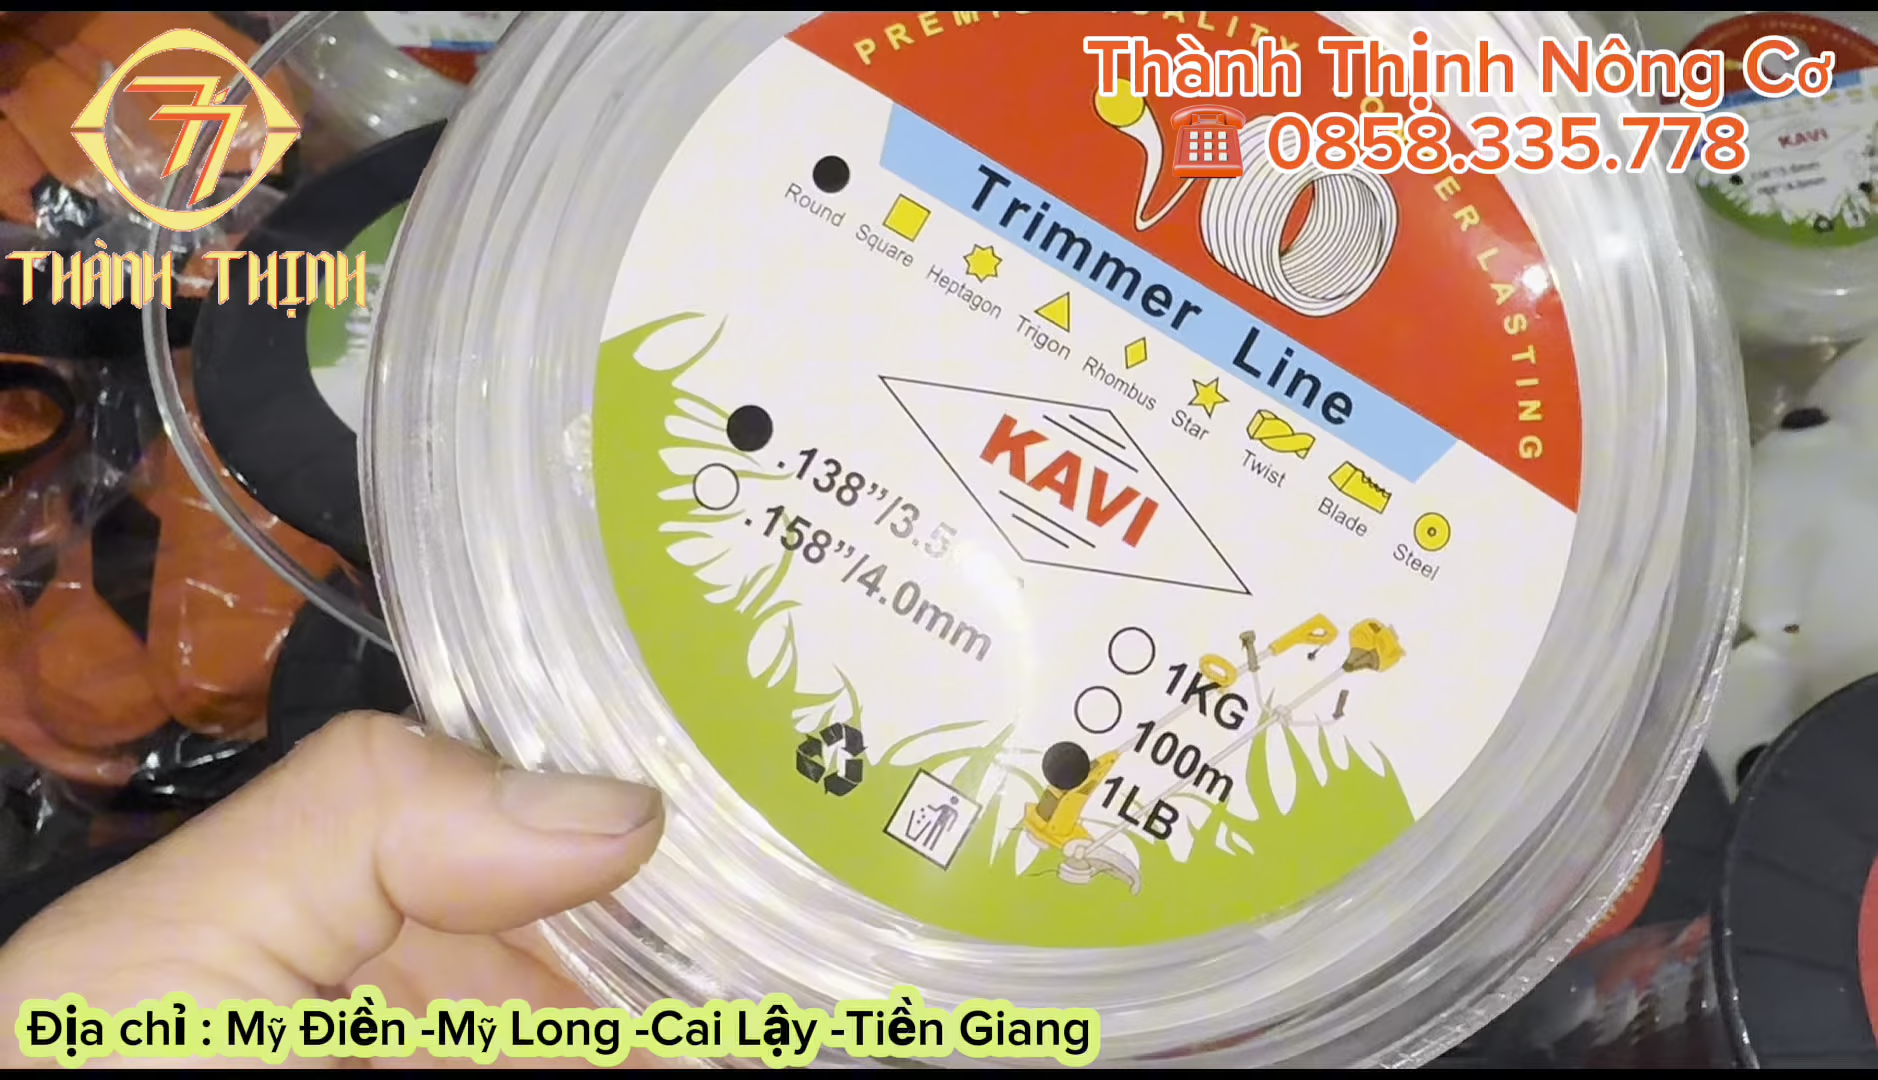 Thành Thịnh Nông Cơ
☎ 0858.335.778
THÀNH THỊNH
Trimmer Line
Round
Square
Heptagon
Trigon
Rhombus
Star
Twist
Blade
Steel
KAVI
.138”/3.5
.158”/4.0mm
1KG
100m
1LB
LASTING
KAVI
Địa chỉ : Mỹ Điền -Mỹ Long -Cai Lậy -Tiền Giang